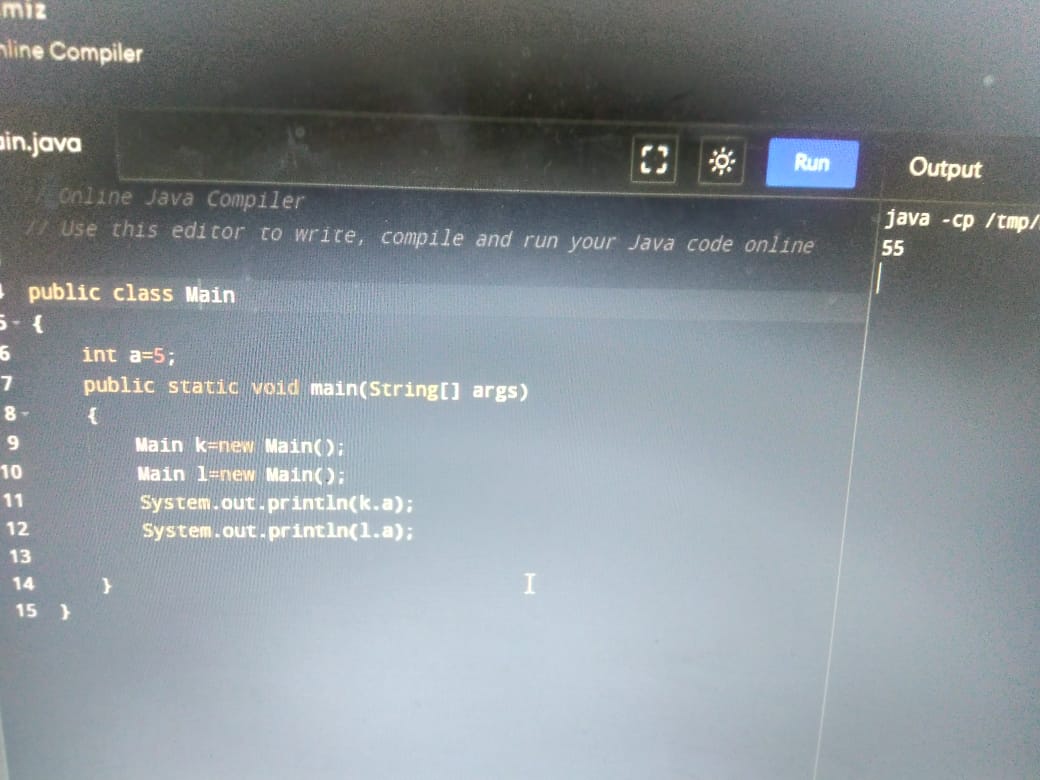 miz
nline Compiler
ain.java
Run
Output
// Online Java Compiler
// Use this editor to write, compile and run your Java code online
4 public class Main
5 {
6 int a=5;
7 public static void main(String[] args)
8 {
9 Main k=new Main();
10 Main l=new Main();
11 System.out.println(k.a);
12 System.out.println(l.a);
13
14 }
15 }
java -cp /tmp/
55